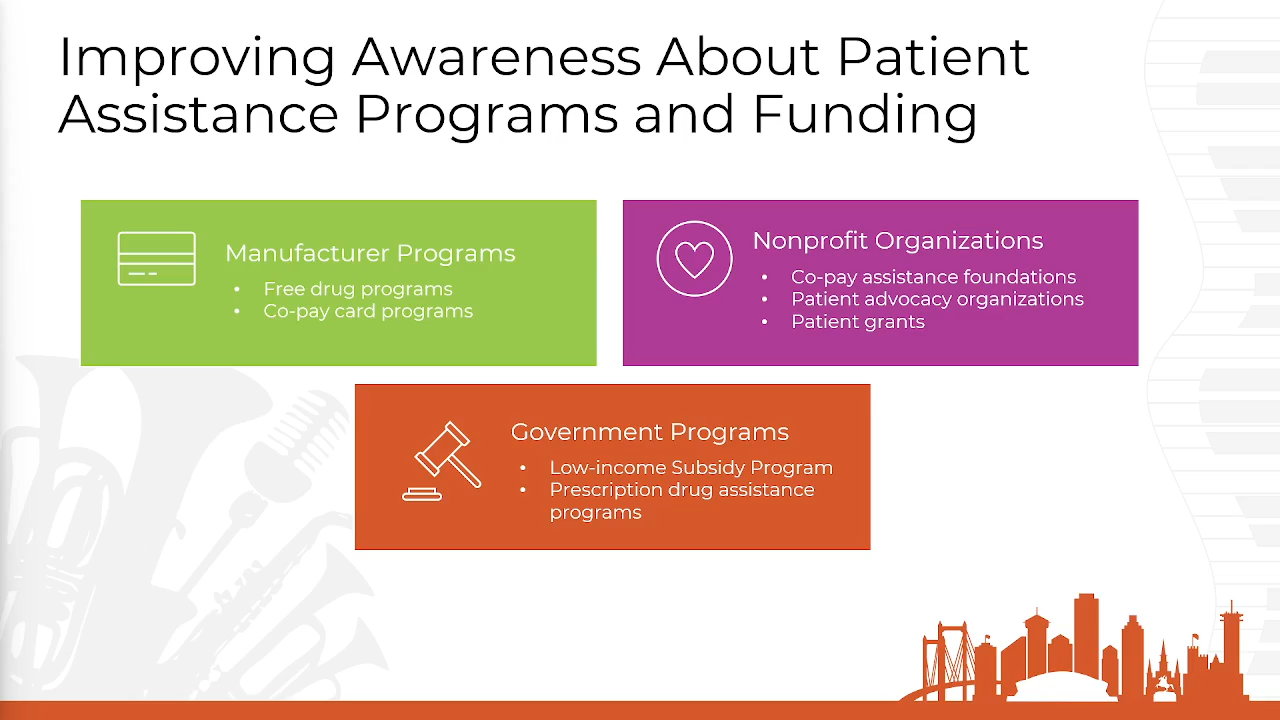 Improving Awareness About Patient
Assistance Programs and Funding
Manufacturer Programs
• Free drug programs
• Co-pay card programs
Nonprofit Organizations
• Co-pay assistance foundations
• Patient advocacy organizations
• Patient grants
Government Programs
• Low-income Subsidy Program
• Prescription drug assistance
programs